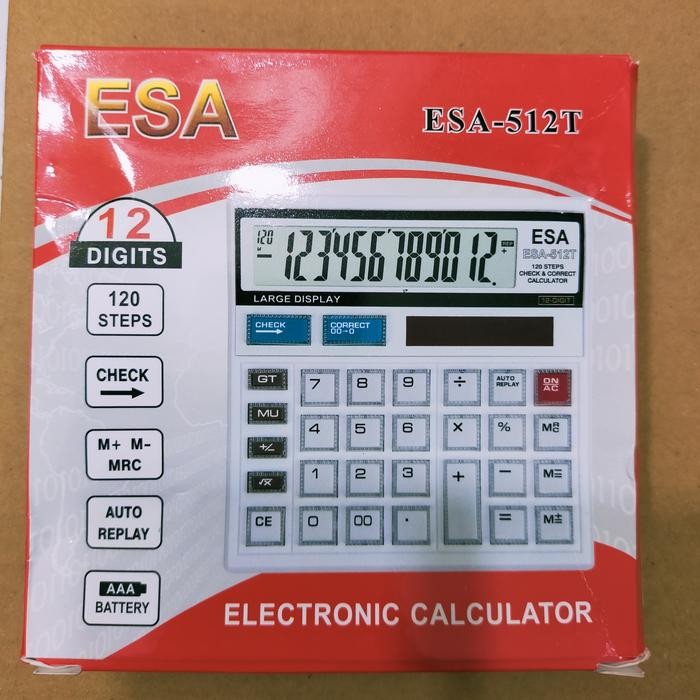 ESA
ESA-512T
12
DIGITS
120
STEPS
CHECK
M+ M-
MRC
AUTO
REPLAY
AAA
BATTERY
120
123456789012.
ESA
ESA-512T
120 STEPS
CHECK & CORRECT
CALCULATOR
LARGE DISPLAY
12-DIGIT
CHECK
CORRECT
00→0
GT 7 8 9 ÷ AUTO REPLAY ON AC
MU 4 5 6 × %
+/- 1 2 3 + −
√x
CE 0 00 . =
ELECTRONIC CALCULATOR